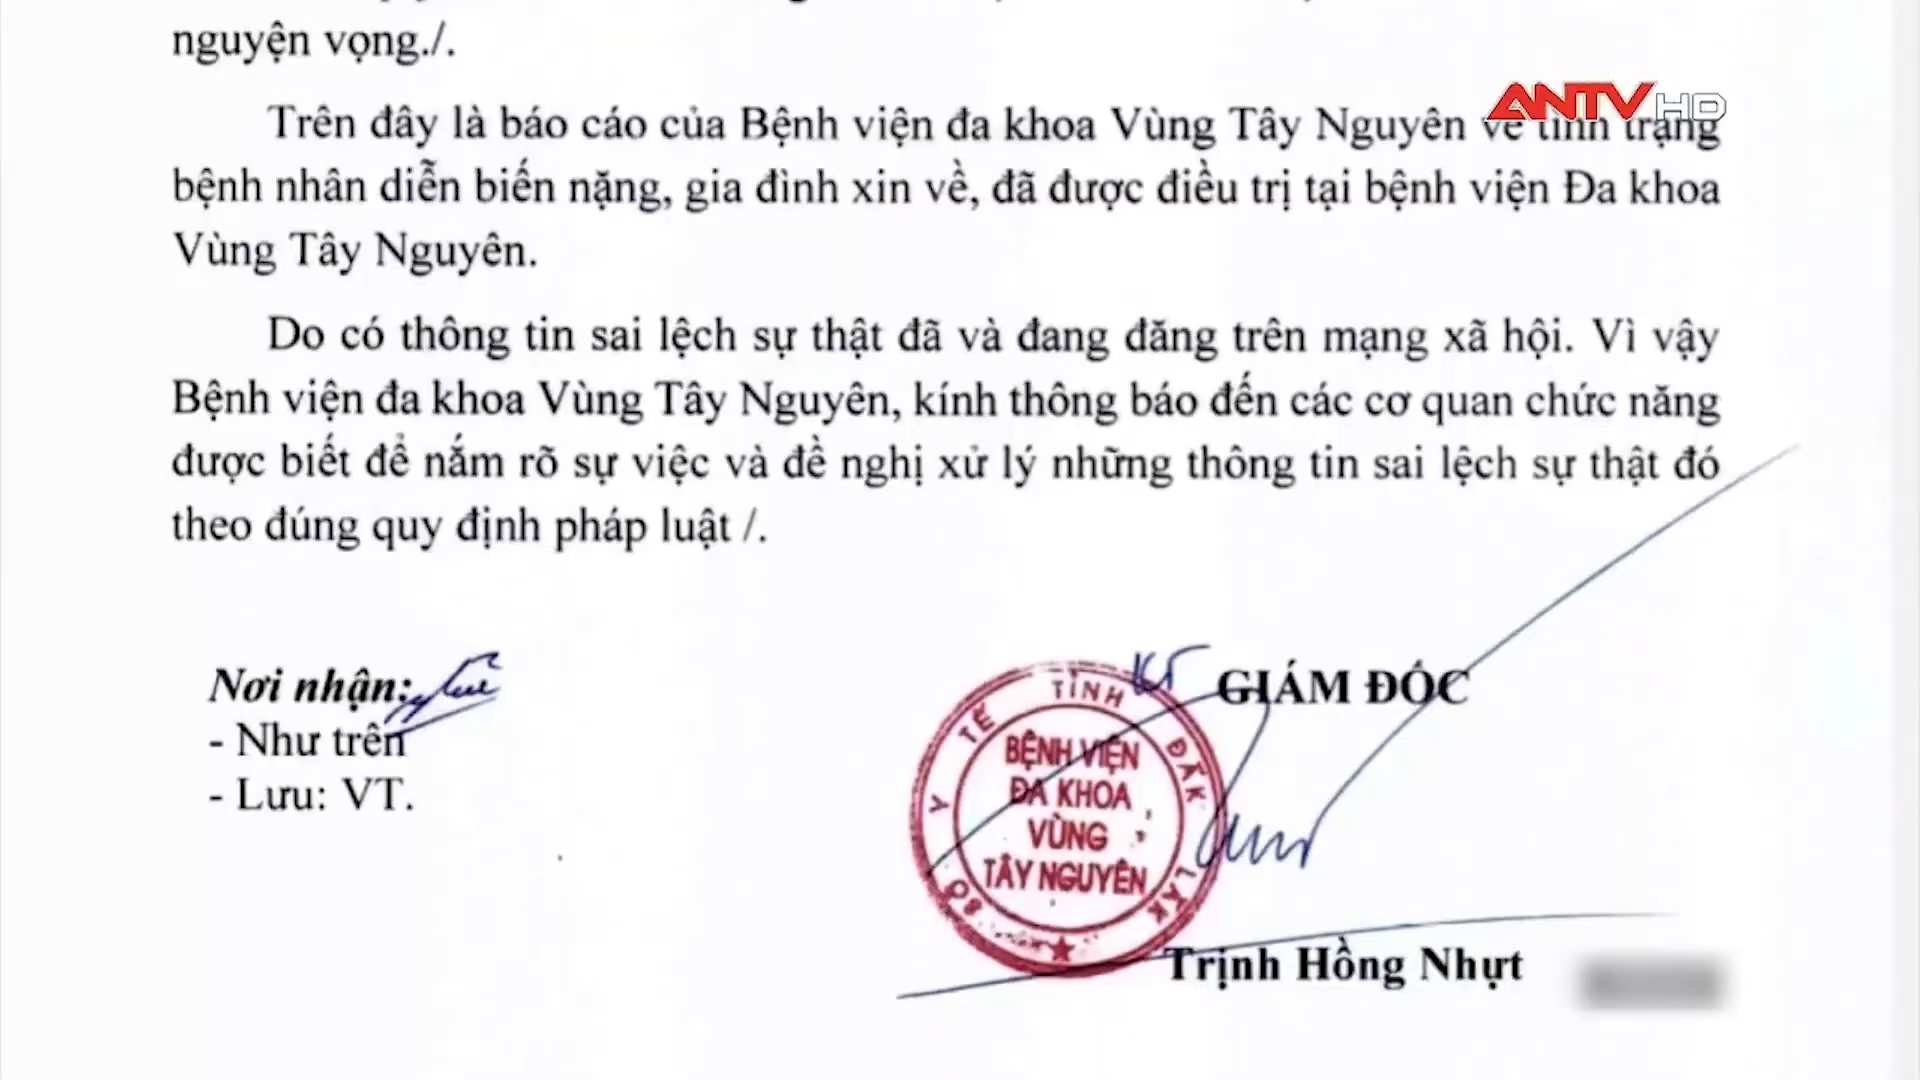 nguyện vọng./.
ANTV HD
Trên đây là báo cáo của Bệnh viện đa khoa Vùng Tây Nguyên về tình trạng
bệnh nhân diễn biến nặng, gia đình xin về, đã được điều trị tại bệnh viện Đa khoa
Vùng Tây Nguyên.
Do có thông tin sai lệch sự thật đã và đang đăng trên mạng xã hội. Vì vậy
Bệnh viện đa khoa Vùng Tây Nguyên, kính thông báo đến các cơ quan chức năng
được biết để nắm rõ sự việc và đề nghị xử lý những thông tin sai lệch sự thật đó
theo đúng quy định pháp luật /.
Nơi nhận:
- Như trên
- Lưu: VT.
KT GIÁM ĐỐC
SỞ Y TẾ TỈNH ĐẮK LẮK
BỆNH VIỆN
ĐA KHOA
VÙNG
TÂY NGUYÊN
Trịnh Hồng Nhựt